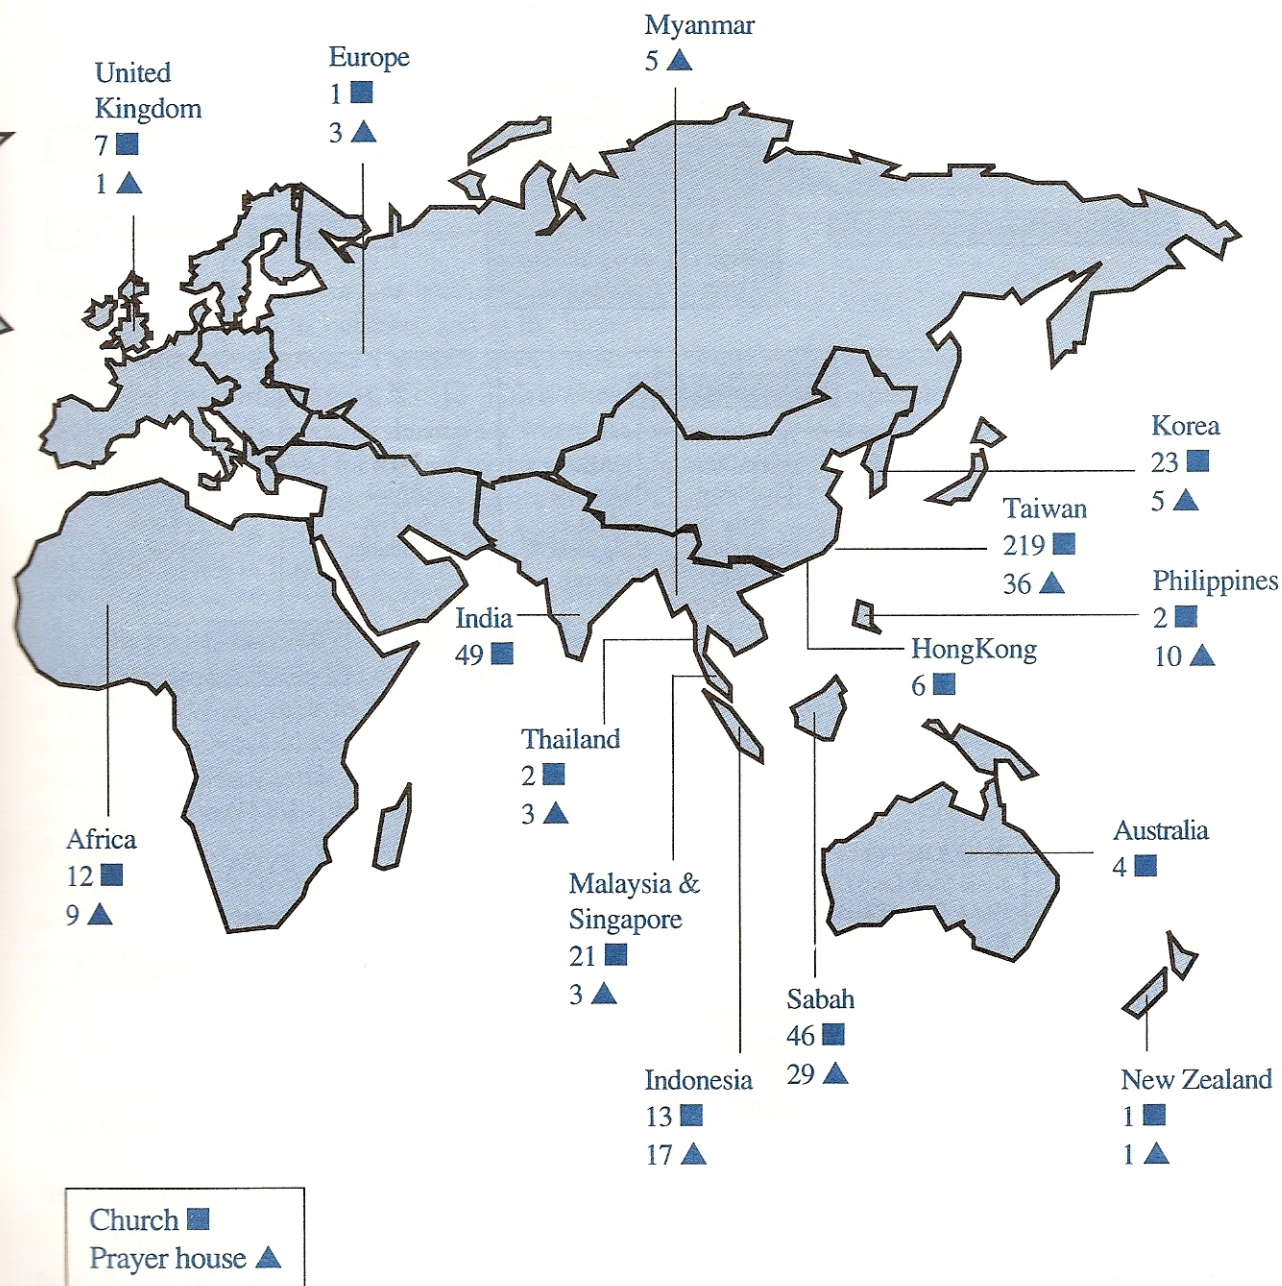 Myanmar
5 ▲
Europe
1 ■
3 ▲
United
Kingdom
7 ■
1 ▲
Korea
23 ■
5 ▲
Taiwan
219 ■
36 ▲
Philippines
2 ■
10 ▲
India
49 ■
HongKong
6 ■
Thailand
2 ■
3 ▲
Africa
12 ■
9 ▲
Australia
4 ■
Malaysia &
Singapore
21 ■
3 ▲
Sabah
46 ■
29 ▲
Indonesia
13 ■
17 ▲
New Zealand
1 ■
1 ▲
Church ■
Prayer house ▲